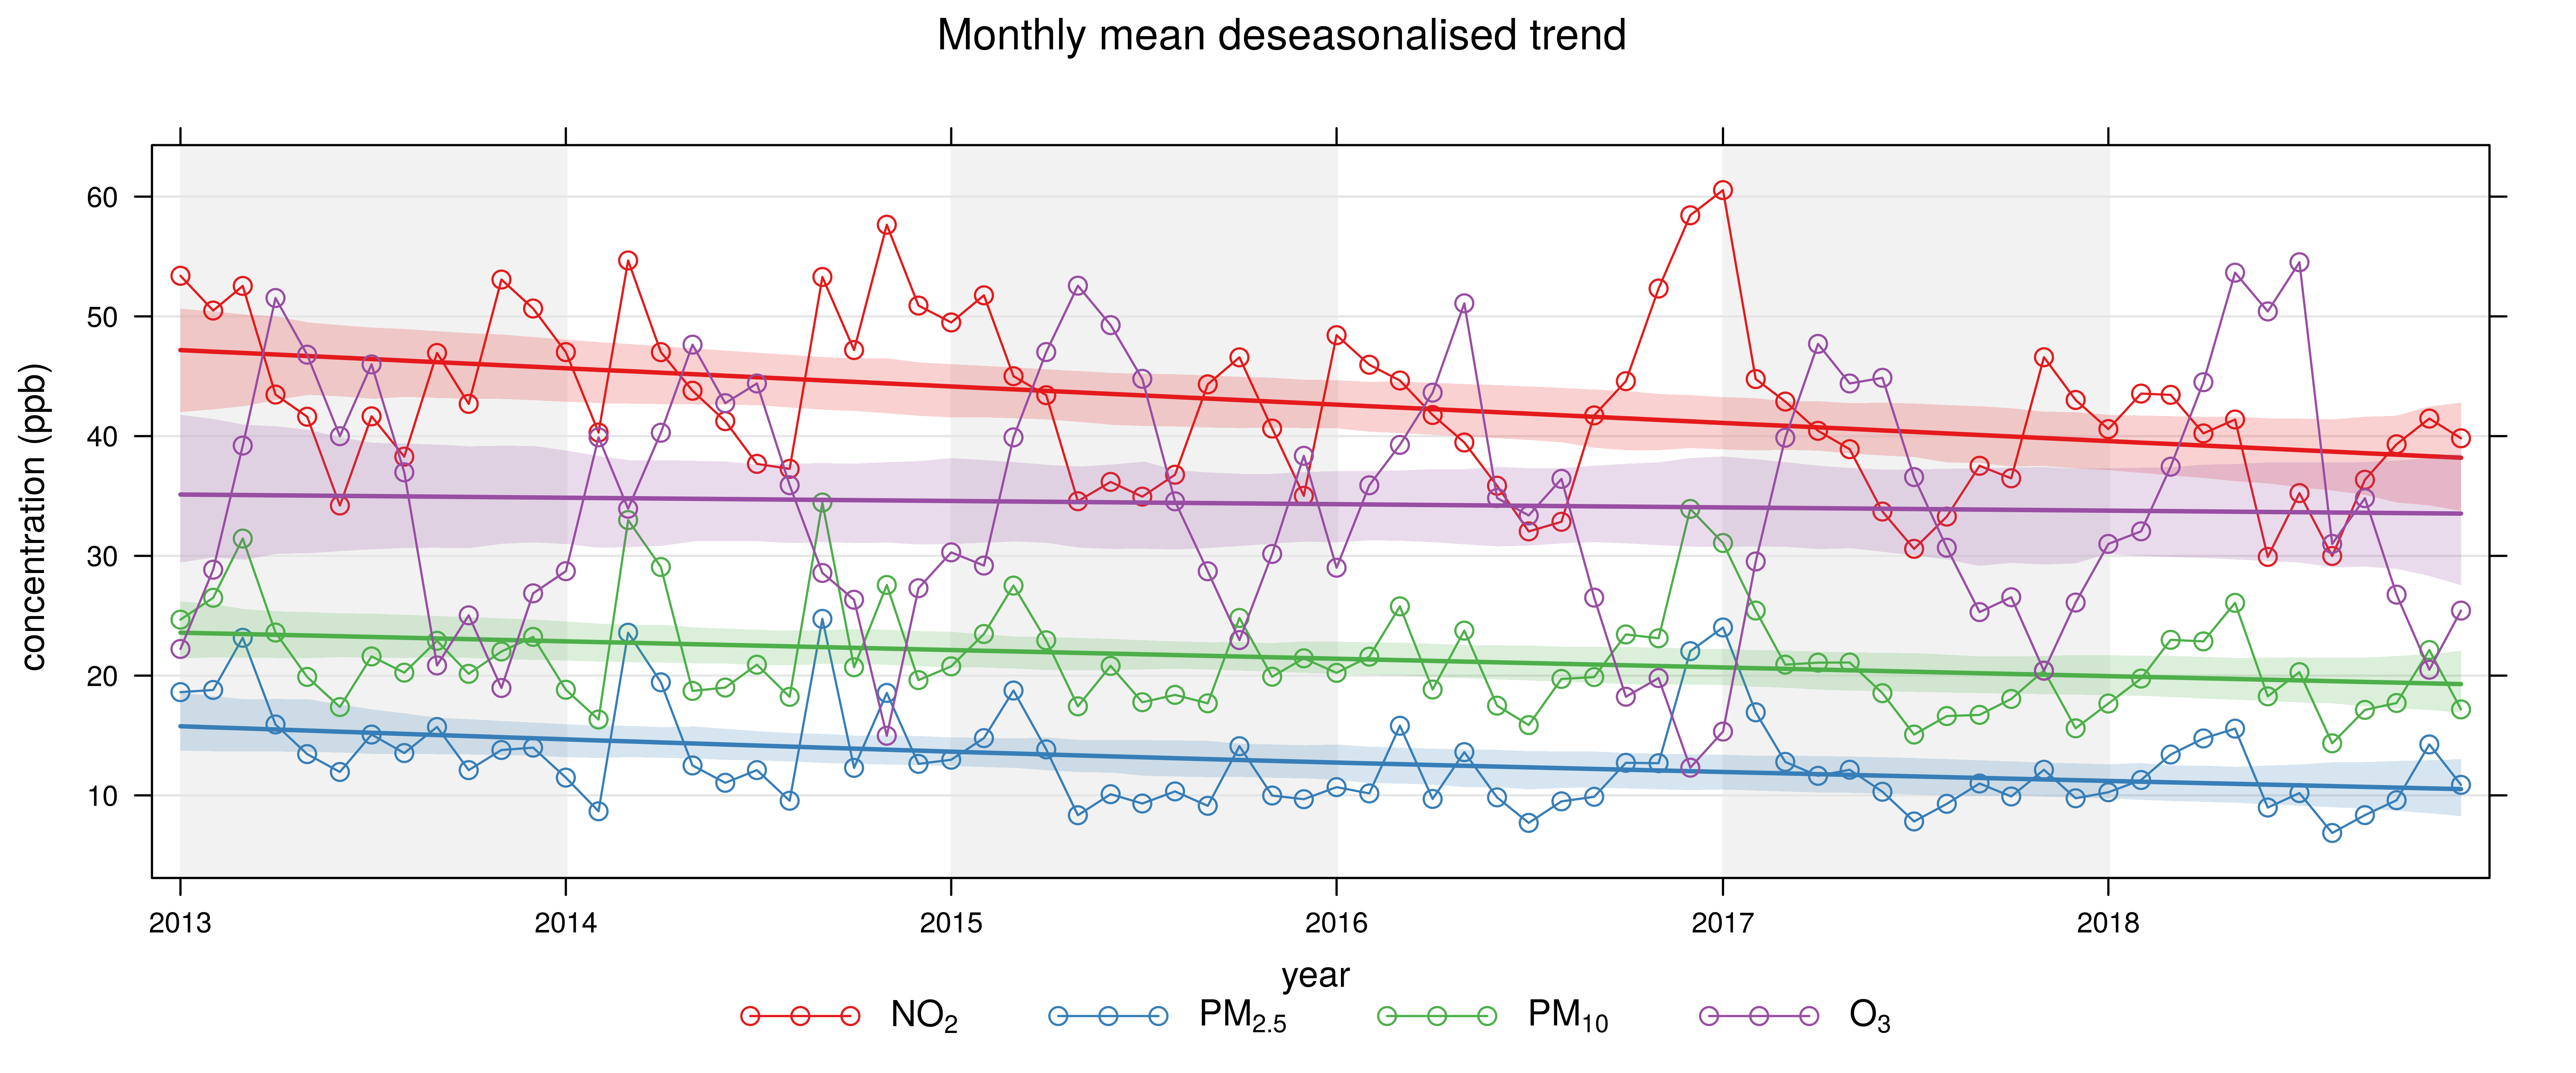 Monthly mean deseasonalised trend
concentration (ppb)
60
50
40
30
20
10
2013 2014 2015 2016 2017 2018
year
NO₂ PM₂.₅ PM₁₀ O₃